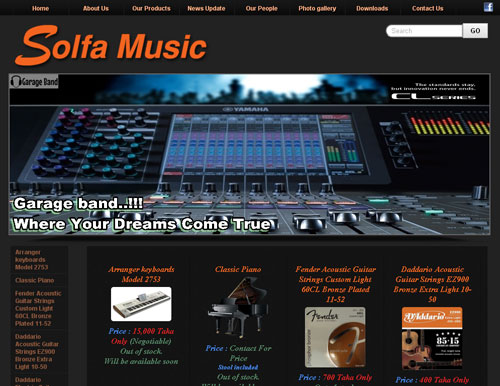 Home About Us Our Products News Update Our People Photo gallery Downloads Contact Us
Solfa Music
Search GO
Garage Band
The standards stay,
but innovation never ends.
CL SERIES
YAMAHA
Garage band..!!!
Where Your Dreams Come True
Arranger
keyboards
Model 2753
Classic Piano
Fender Acoustic
Guitar Strings
Custom Light
60CL Bronze
Plated 11-52
Daddario
Acoustic Guitar
Strings EZ900
Bronze Extra
Light 10-50
Daddario
Arranger keyboards
Model 2753
Price : 15,000 Taka
Only (Negotiable)
Out of stock.
Will be available soon
Classic Piano
Price : Contact For
Price
Stool included
Out of stock.
Fender Acoustic Guitar
Strings Custom Light
60CL Bronze Plated
11-52
Fender
Price : 700 Taka Only
Daddario Acoustic
Guitar Strings EZ900
Bronze Extra Light 10-
50
D'Addario
85/15
Price : 400 Taka Only